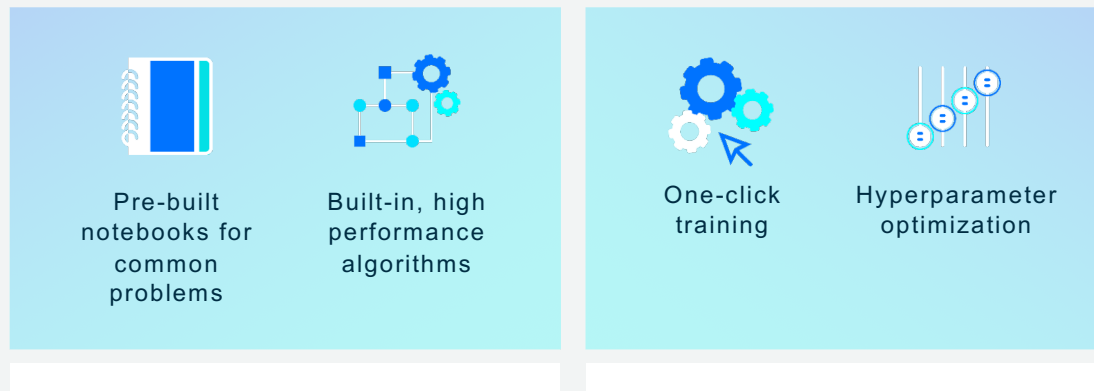 Pre-built
notebooks for
common
problems
Built-in, high
performance
algorithms
One-click
training
Hyperparameter
optimization